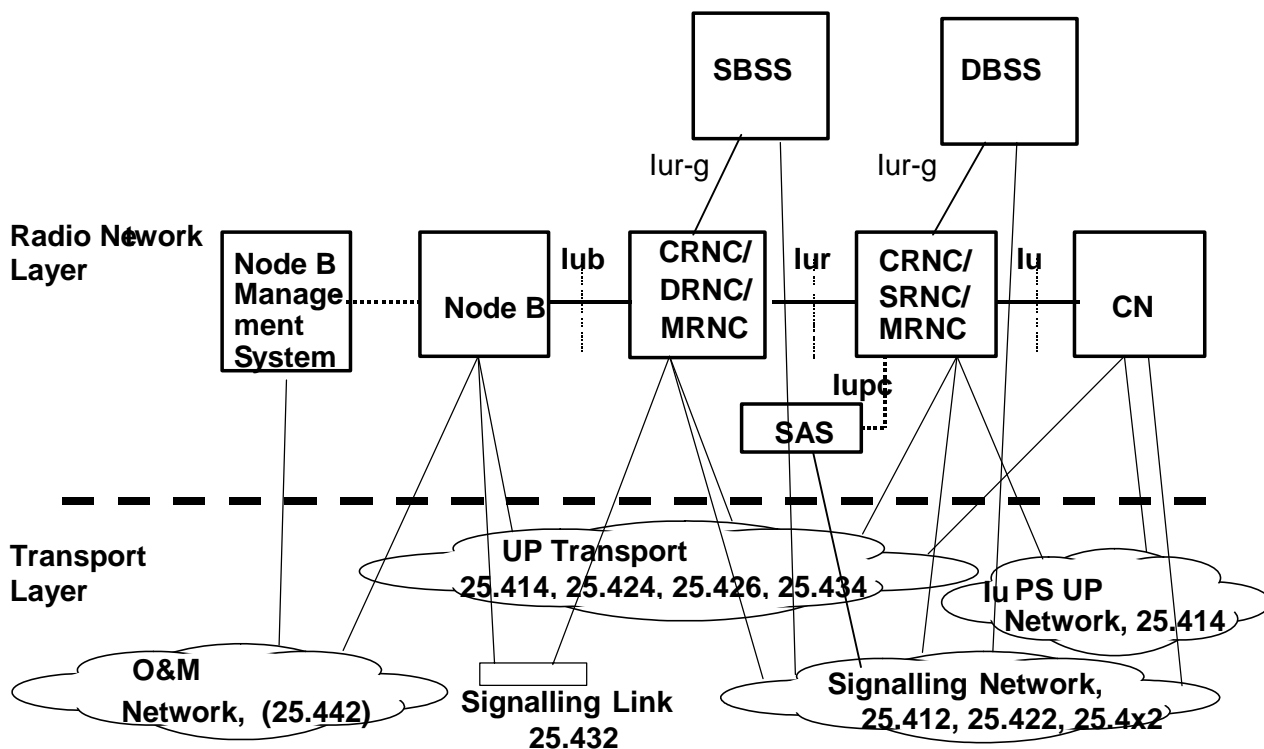 SBSS
DBSS
Iur-g
Iur-g
Radio Network
Layer
Node B
Manage
ment
System
Node B
Iub
CRNC/
DRNC/
MRNC
Iur
CRNC/
SRNC/
MRNC
Iu
CN
Iupc
SAS
Transport
Layer
UP Transport
25.414, 25.424, 25.426, 25.434
Iu PS UP
Network, 25.414
O&M
Network, (25.442)
Signalling Link
25.432
Signalling Network,
25.412, 25.422, 25.4x2